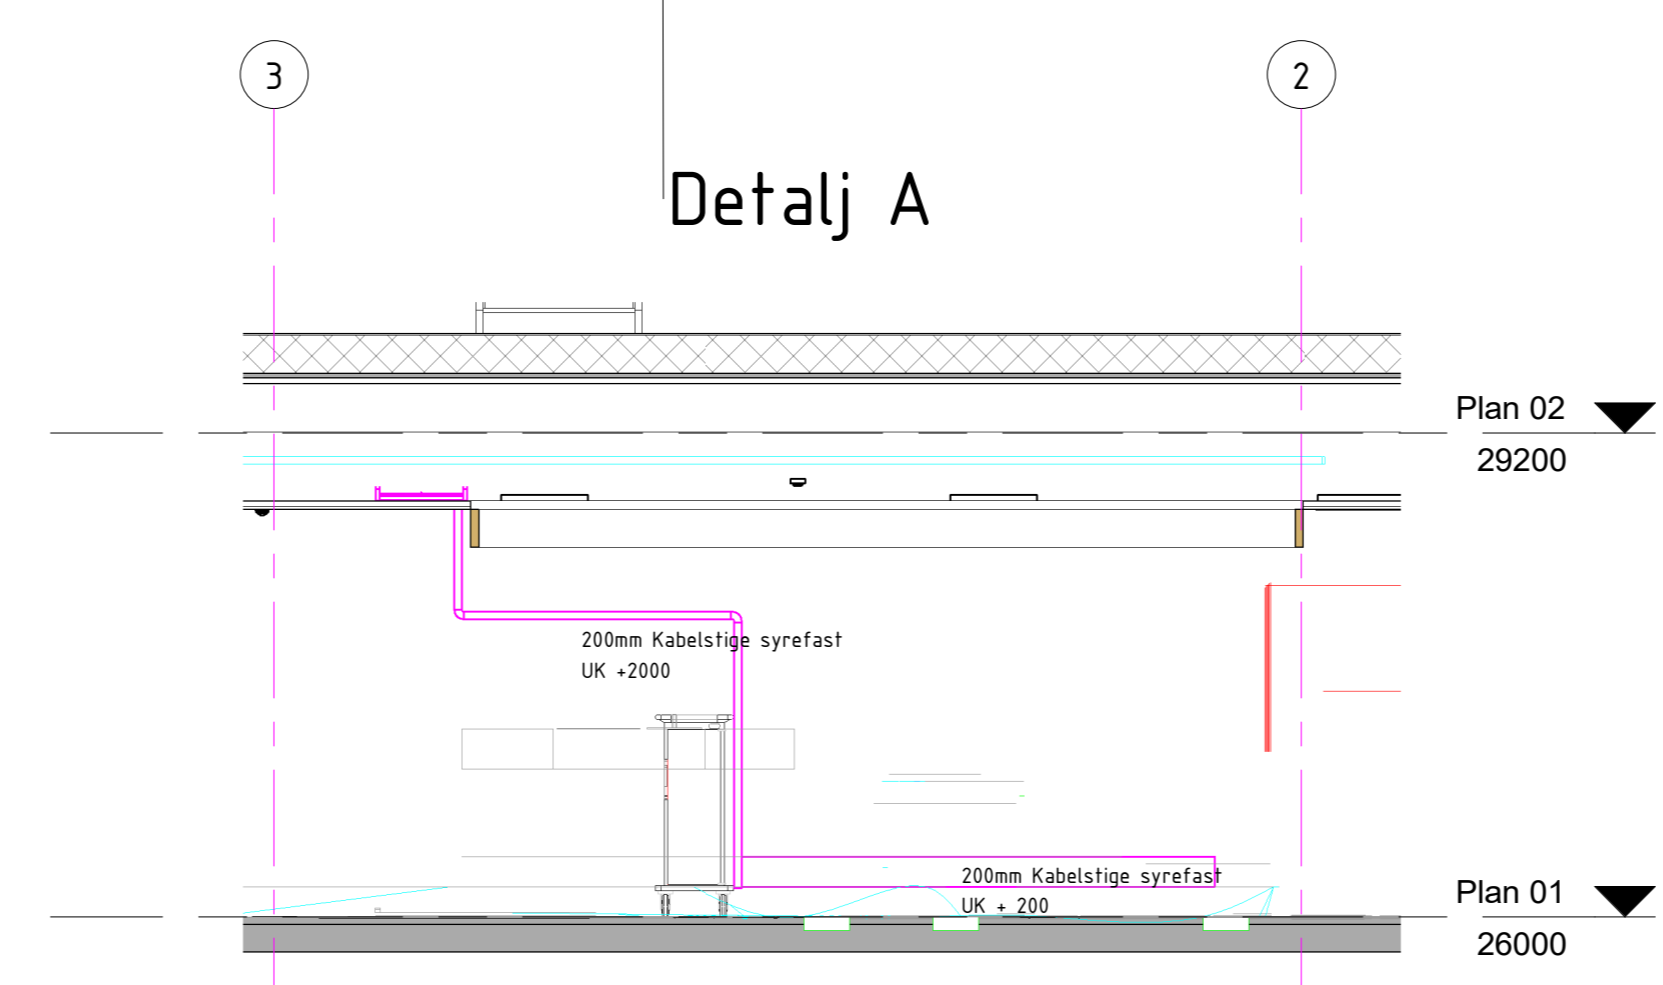 3
2
Detalj A
Plan 02
29200
200mm Kabelstige syrefast
UK +2000
200mm Kabelstige syrefast
UK + 200
Plan 01
26000